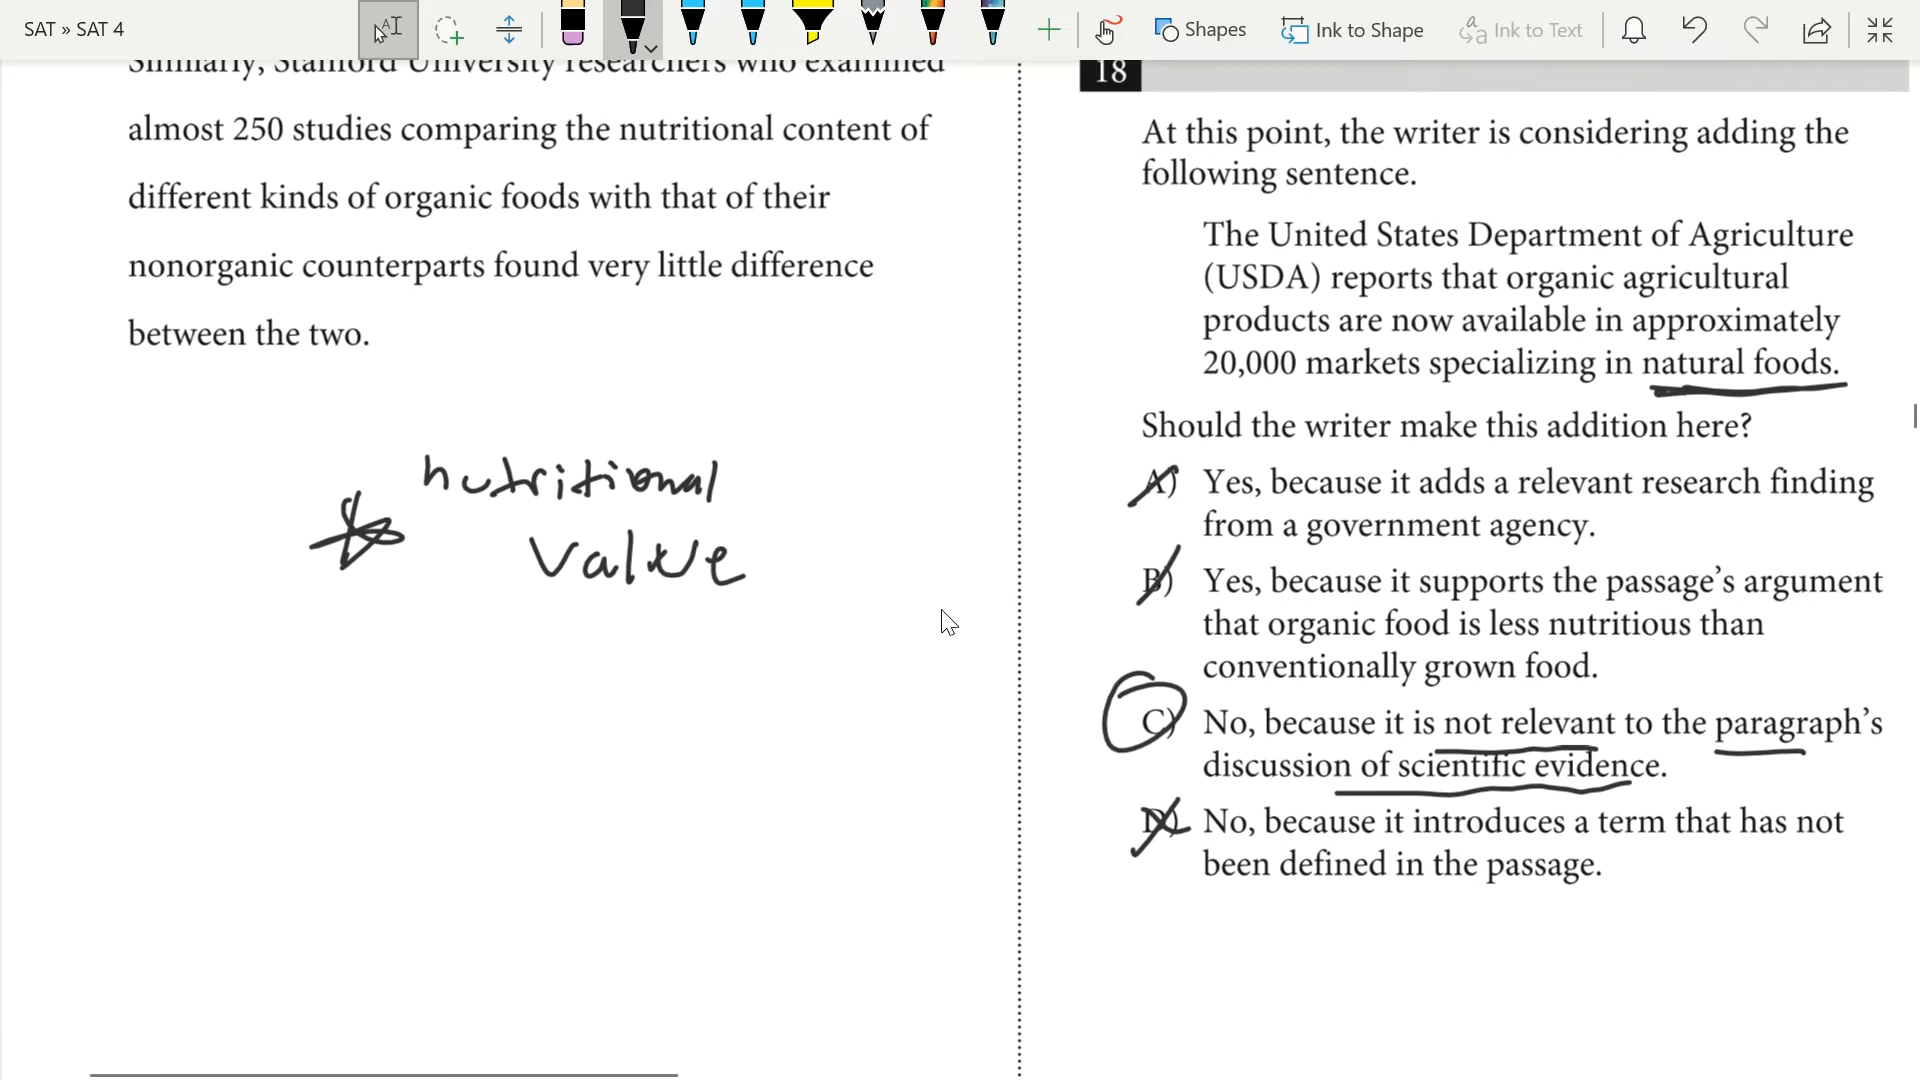 SAT » SAT 4
Shapes
Ink to Shape
Ink to Text
Similarly, Stanford University researchers who examined
almost 250 studies comparing the nutritional content of
different kinds of organic foods with that of their
nonorganic counterparts found very little difference
between the two.
nutritional
value
18
At this point, the writer is considering adding the
following sentence.
The United States Department of Agriculture
(USDA) reports that organic agricultural
products are now available in approximately
20,000 markets specializing in natural foods.
Should the writer make this addition here?
A) Yes, because it adds a relevant research finding
from a government agency.
B) Yes, because it supports the passage's argument
that organic food is less nutritious than
conventionally grown food.
C) No, because it is not relevant to the paragraph's
discussion of scientific evidence.
D) No, because it introduces a term that has not
been defined in the passage.